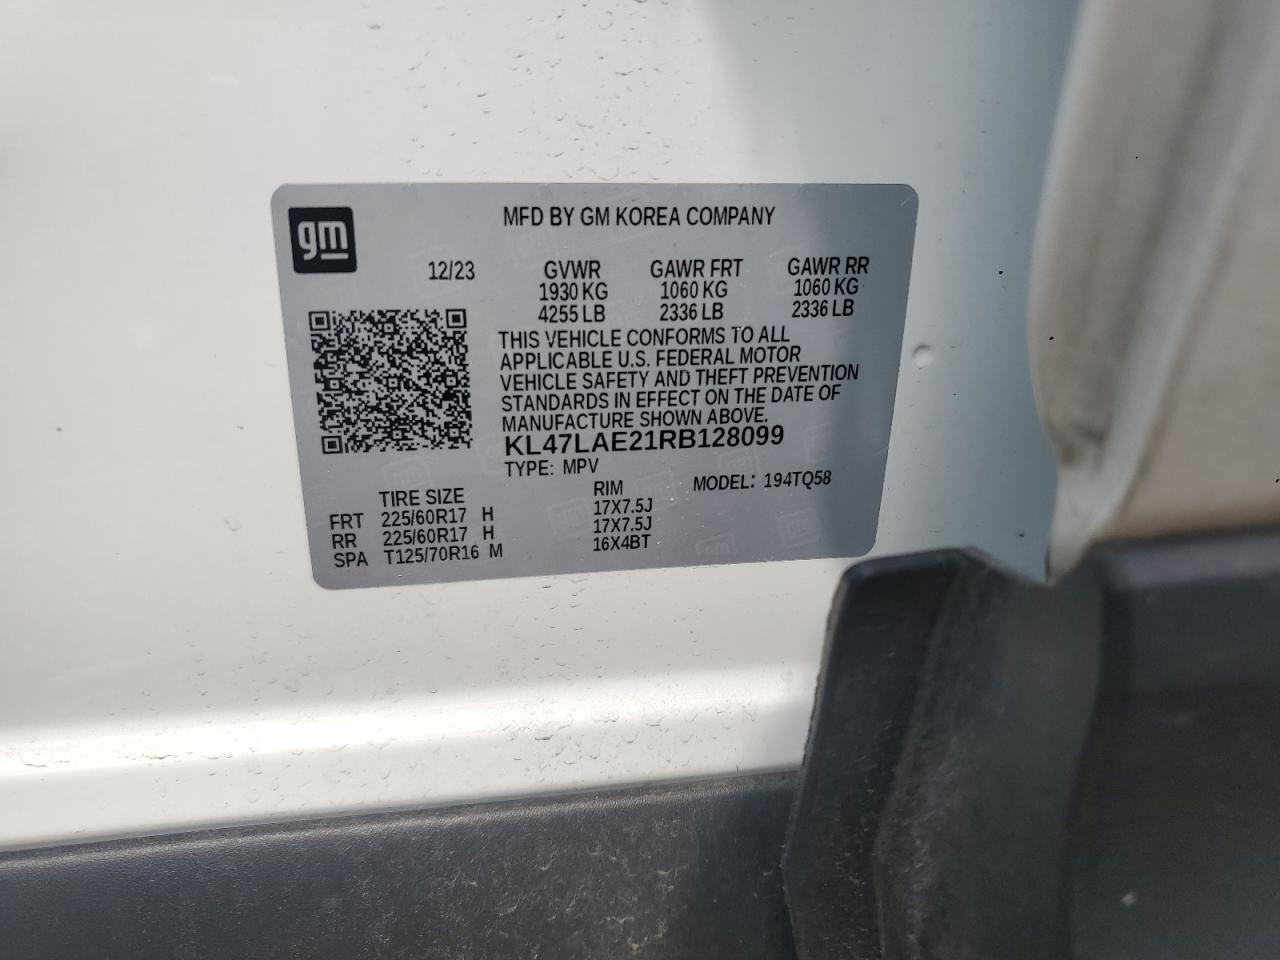 gm
MFD BY GM KOREA COMPANY
12/23 GVWR GAWR FRT GAWR RR
1930 KG 1060 KG 1060 KG
4255 LB 2336 LB 2336 LB
THIS VEHICLE CONFORMS TO ALL
APPLICABLE U.S. FEDERAL MOTOR
VEHICLE SAFETY AND THEFT PREVENTION
STANDARDS IN EFFECT ON THE DATE OF
MANUFACTURE SHOWN ABOVE.
KL47LAE21RB128099
TYPE: MPV MODEL: 194TQ58
TIRE SIZE RIM
FRT 225/60R17 H 17X7.5J
RR 225/60R17 H 17X7.5J
SPA T125/70R16 M 16X4BT